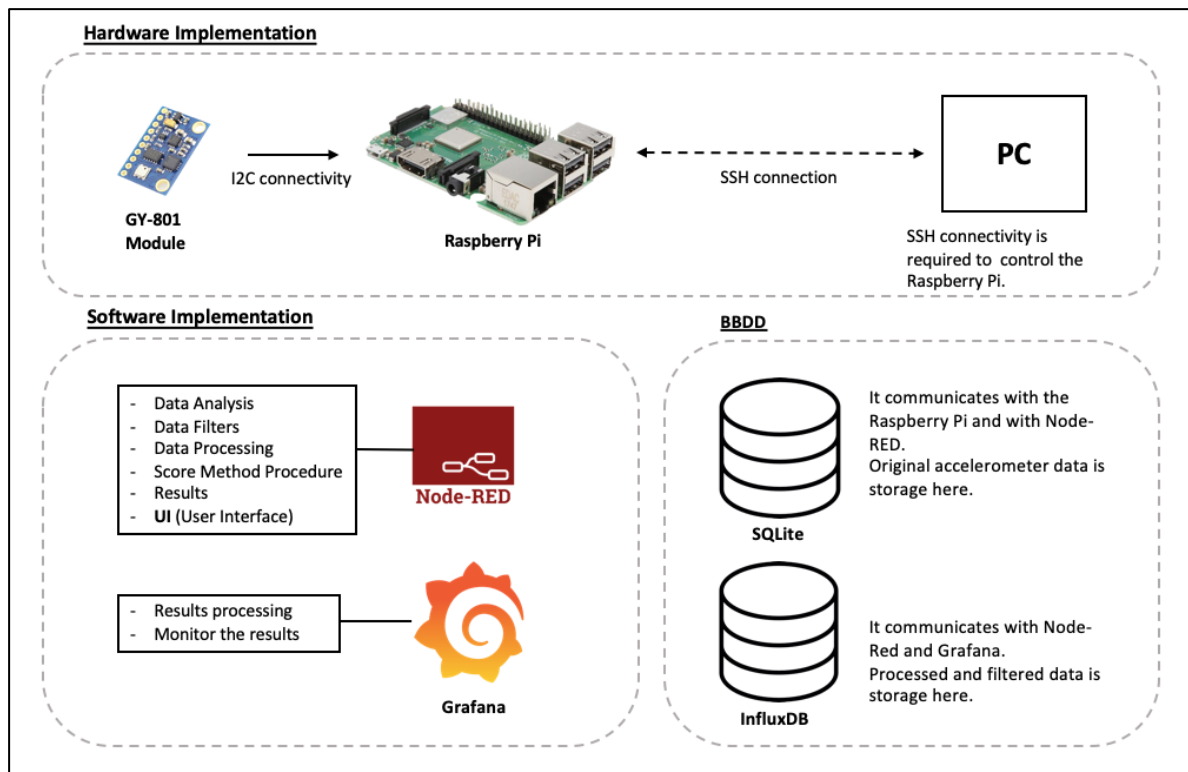 Hardware Implementation
GY-801
Module
I2C connectivity
Raspberry Pi
SSH connection
PC
SSH connectivity is
required to control the
Raspberry Pi.
Software Implementation
- Data Analysis
- Data Filters
- Data Processing
- Score Method Procedure
- Results
- UI (User Interface)
Node-RED
- Results processing
- Monitor the results
Grafana
BBDD
It communicates with the
Raspberry Pi and with Node-
RED.
Original accelerometer data is
storage here.
SQLite
It communicates with Node-
Red and Grafana.
Processed and filtered data is
storage here.
InfluxDB